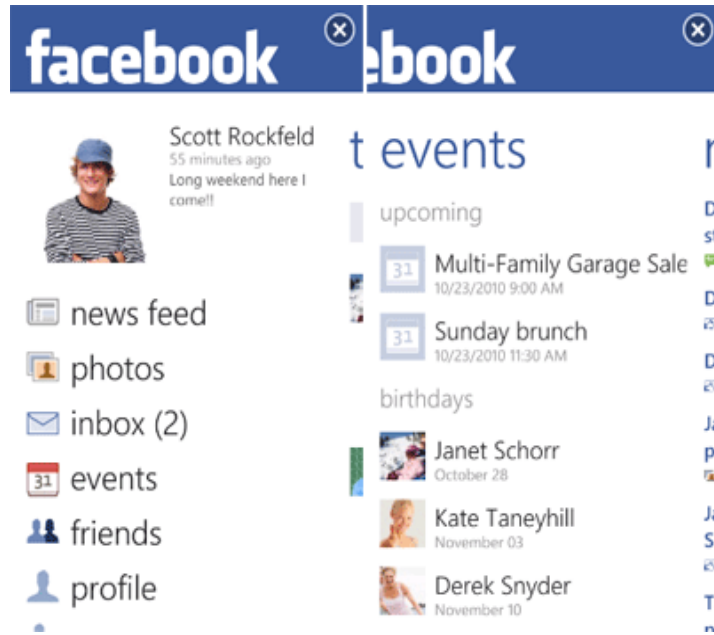 facebook
Scott Rockfeld
55 minutes ago
Long weekend here I
come!!
news feed
photos
31
inbox (2)
events
friends
profile
ebook
t events
upcoming
31
Multi-Family Garage Sale
10/23/2010 9:00 AM
31
Sunday brunch
10/23/2010 11:30 AM
birthdays
Janet Schorr
October 28
Kate Taneyhill
November 03
Derek Snyder
November 10